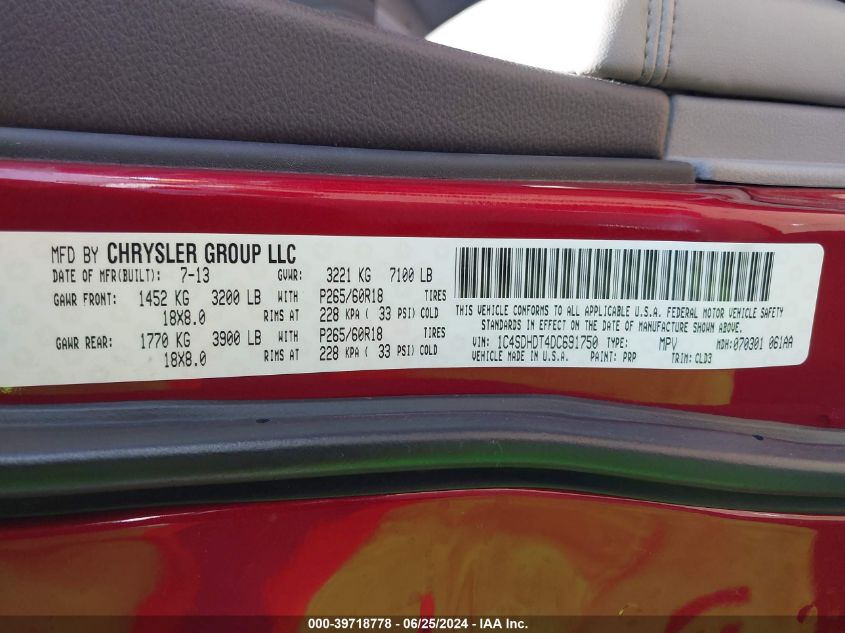 MFD BY CHRYSLER GROUP LLC
DATE OF MFR(BUILT): 7-13 GVWR: 3221 KG 7100 LB
GAWR FRONT: 1452 KG 3200 LB WITH P265/60R18 TIRES
18X8.0 RIMS AT 228 KPA ( 33 PSI) COLD
GAWR REAR: 1770 KG 3900 LB WITH P265/60R18 TIRES
18X8.0 RIMS AT 228 KPA ( 33 PSI) COLD
THIS VEHICLE CONFORMS TO ALL APPLICABLE U.S.A. FEDERAL MOTOR VEHICLE SAFETY
STANDARDS IN EFFECT ON THE DATE OF MANUFACTURE SHOWN ABOVE.
VIN: 1C4SDHDT4DC691750 TYPE: MPV MDH:070301 061AA
MADE IN U.S.A. PAINT: PRP TRIM: CLD3
000-39718778 - 06/25/2024 - IAA Inc.